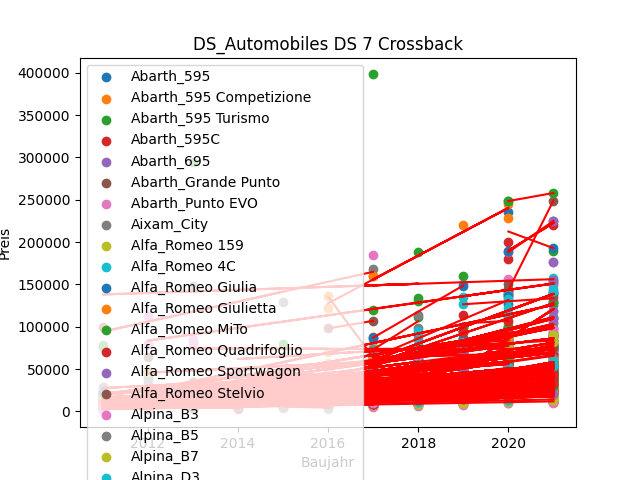 DS_Automobiles DS 7 Crossback
Preis
400000
350000
300000
250000
200000
150000
100000
50000
0
Abarth_595
Abarth_595 Competizione
Abarth_595 Turismo
Abarth_595C
Abarth_695
Abarth_Grande Punto
Abarth_Punto EVO
Aixam_City
Alfa_Romeo 159
Alfa_Romeo 4C
Alfa_Romeo Giulia
Alfa_Romeo Giulietta
Alfa_Romeo MiTo
Alfa_Romeo Quadrifoglio
Alfa_Romeo Sportwagon
Alfa_Romeo Stelvio
Alpina_B3
Alpina_B5
Alpina_B7
Alpina_D3
2012
2014
2016
2018
2020
Baujahr